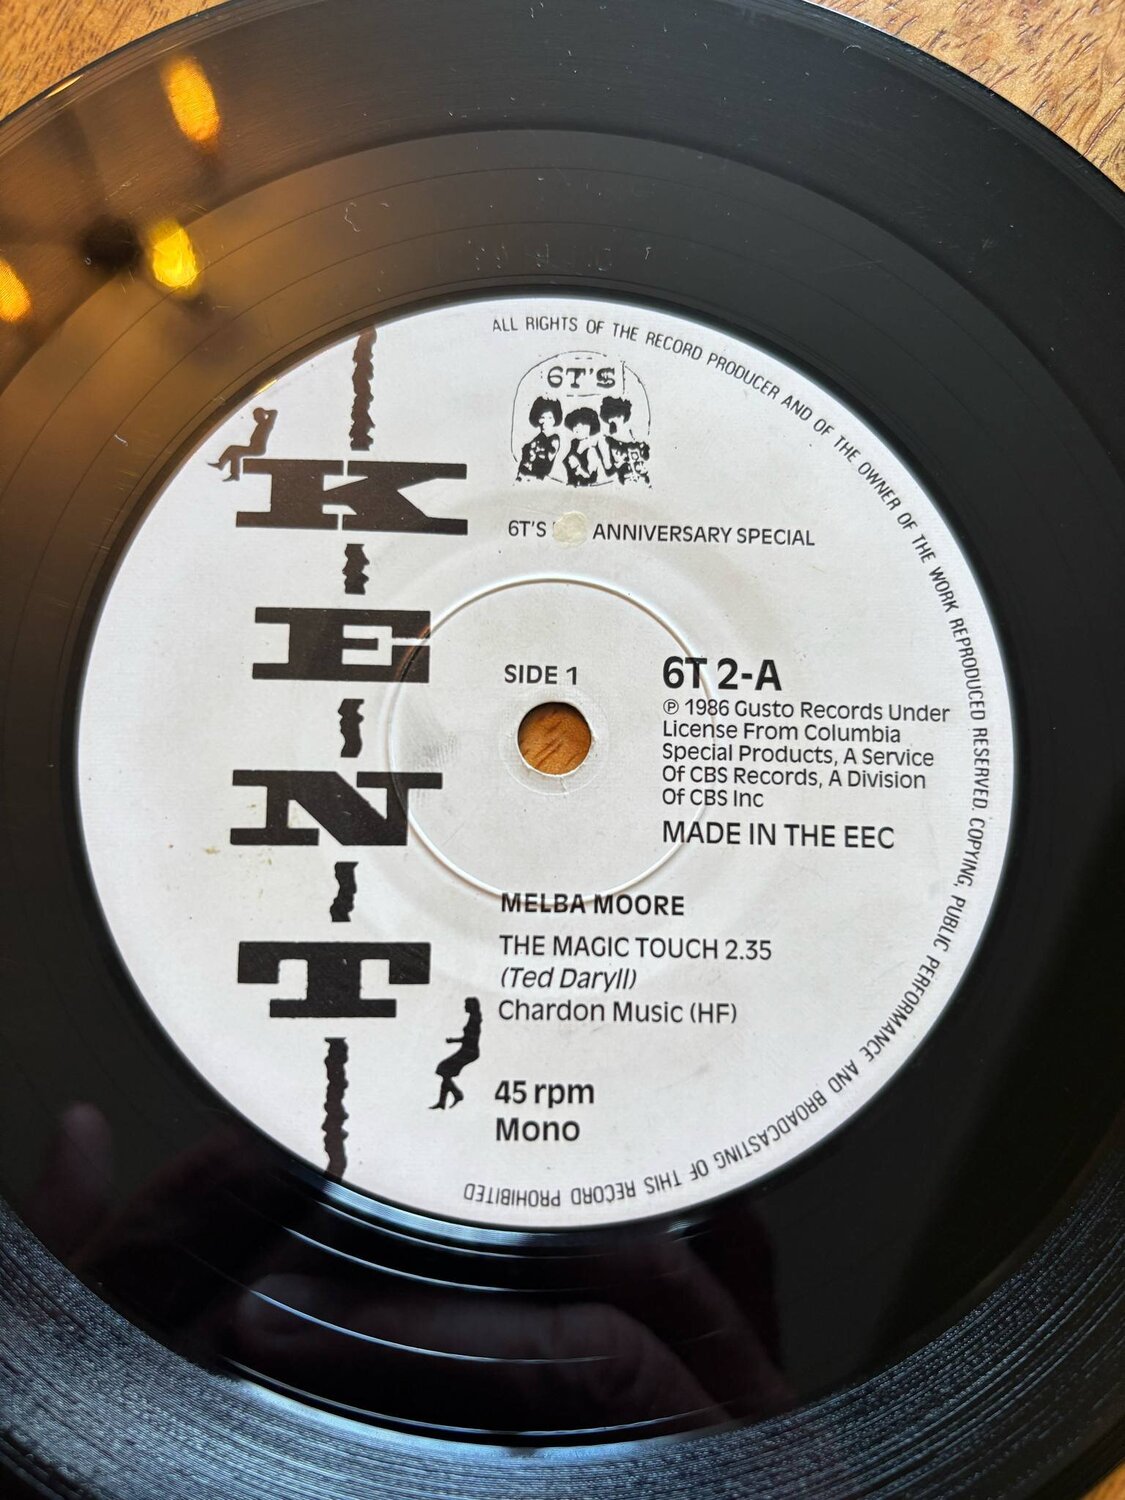 ALL RIGHTS OF THE RECORD PRODUCER AND OF THE OWNER OF THE WORK REPRODUCED RESERVED. COPYING, PUBLIC PERFORMANCE AND BROADCASTING OF THIS RECORD PROHIBITED
6T'S
KENT
6T'S ANNIVERSARY SPECIAL
SIDE 1
6T 2-A
℗ 1986 Gusto Records Under
License From Columbia
Special Products, A Service
Of CBS Records, A Division
Of CBS Inc
MADE IN THE EEC
MELBA MOORE
THE MAGIC TOUCH 2.35
(Ted Daryll)
Chardon Music (HF)
45 rpm
Mono